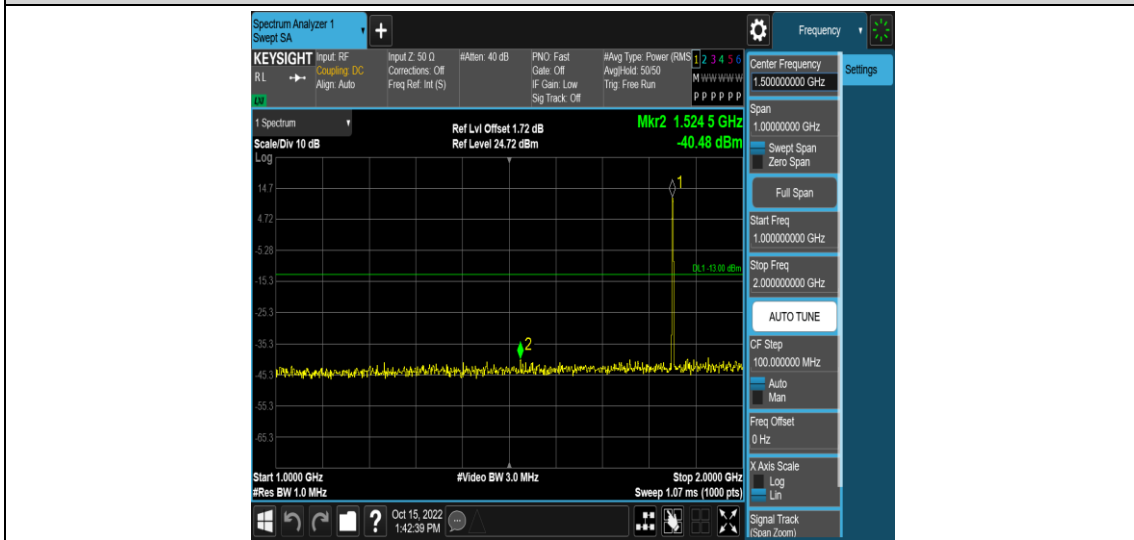 Spectrum Analyzer 1
Swept SA
+
Frequency
KEYSIGHT
RL
LXI
Input: RF
Coupling: DC
Align: Auto
Input Z: 50 Ω
Corrections: Off
Freq Ref: Int (S)
#Atten: 40 dB
PNO: Fast
Gate: Off
IF Gain: Low
Sig Track: Off
#Avg Type: Power (RMS
Avg|Hold: 50/50
Trig: Free Run
1 2 3 4 5 6
M W W W W W
P P P P P P
Center Frequency
1.500000000 GHz
Settings
1 Spectrum
Ref Lvl Offset 1.72 dB
Mkr2 1.524 5 GHz
Scale/Div 10 dB
Ref Level 24.72 dBm
-40.48 dBm
Log
14.7
4.72
-5.28
-15.3
-25.3
-35.3
-45.3
-55.3
-65.3
1
DL1 -13.00 dBm
2
Start 1.0000 GHz
#Video BW 3.0 MHz
Stop 2.0000 GHz
#Res BW 1.0 MHz
Sweep 1.07 ms (1000 pts)
Span
1.00000000 GHz
Swept Span
Zero Span
Full Span
Start Freq
1.000000000 GHz
Stop Freq
2.000000000 GHz
AUTO TUNE
CF Step
100.000000 MHz
Auto
Man
Freq Offset
0 Hz
X Axis Scale
Log
Lin
Signal Track
(Span Zoom)
?
Oct 15, 2022
1:42:39 PM